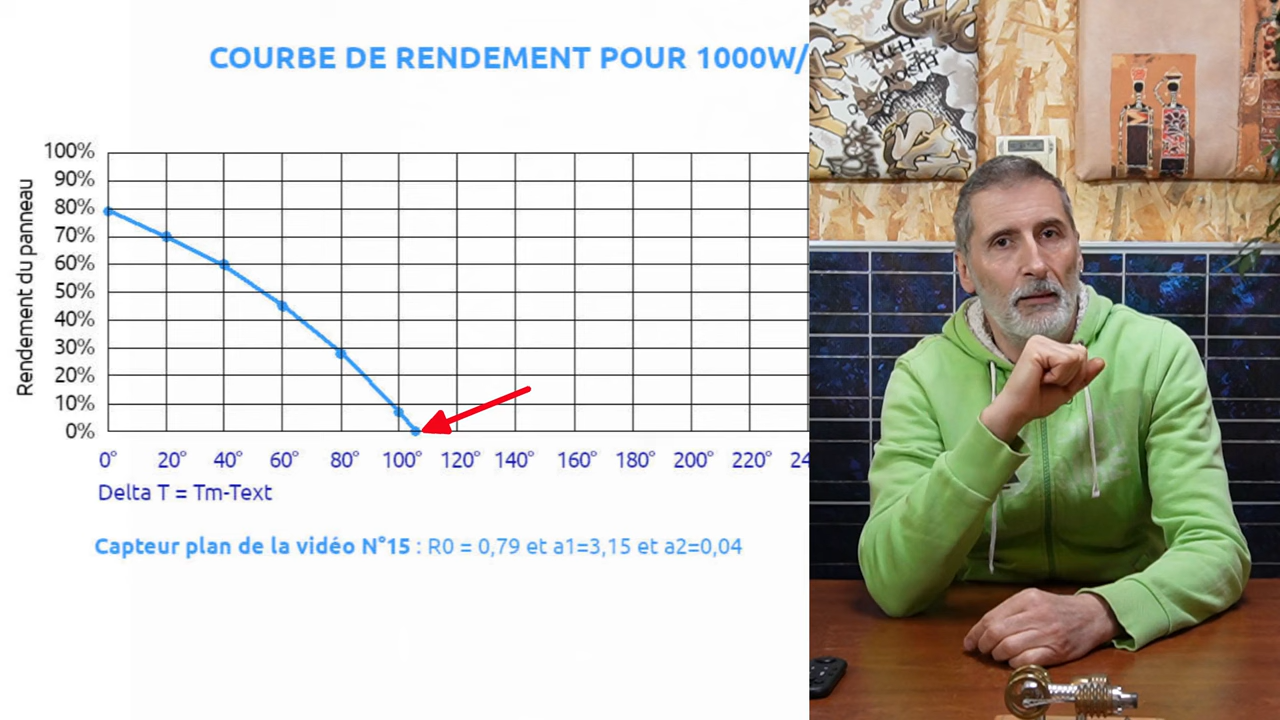 COURBE DE RENDEMENT POUR 1000W/
100%
90%
80%
70%
60%
50%
40%
30%
20%
10%
0%
Rendement du panneau
0° 20° 40° 60° 80° 100° 120° 140° 160° 180° 200° 220° 24
Delta T = Tm-Text
Capteur plan de la vidéo N°15 : R0 = 0,79 et a1=3,15 et a2=0,04